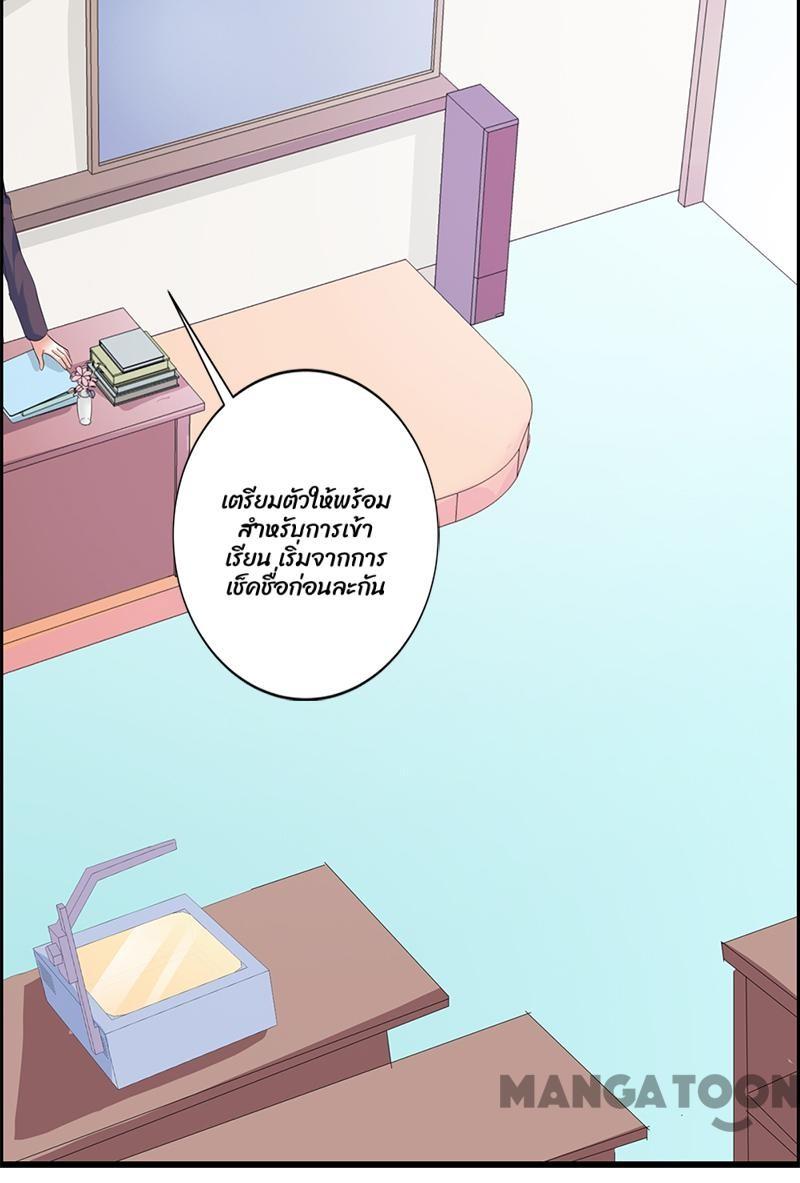 เตรียมตัวให้พร้อม
สำหรับการเข้า
เรียน เริ่มจากการ
เช็คชื่อก่อนละกัน
MANGATOON